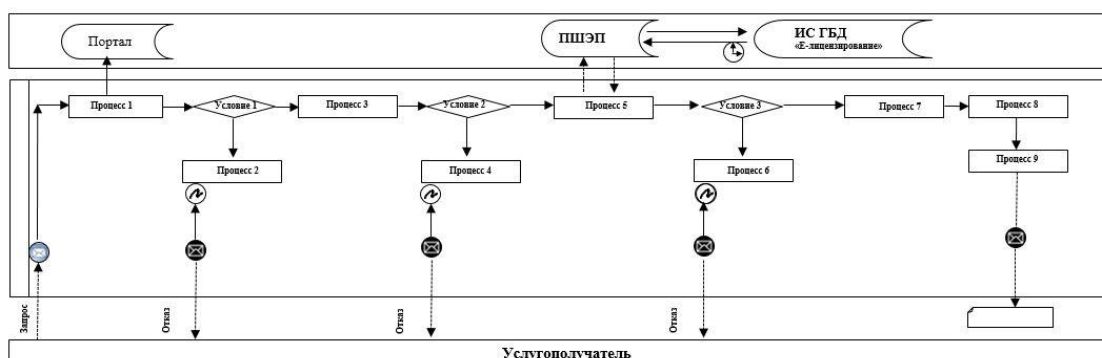 Портал
ПШЭП
ИС ГБД
«Е-лицензирование»
Процесс 1
Условие 1
Процесс 3
Условие 2
Процесс 5
Условие 3
Процесс 7
Процесс 8
Процесс 2
Процесс 4
Процесс 6
Процесс 9
Запрос
Отказ
Отказ
Отказ
Услугополучатель